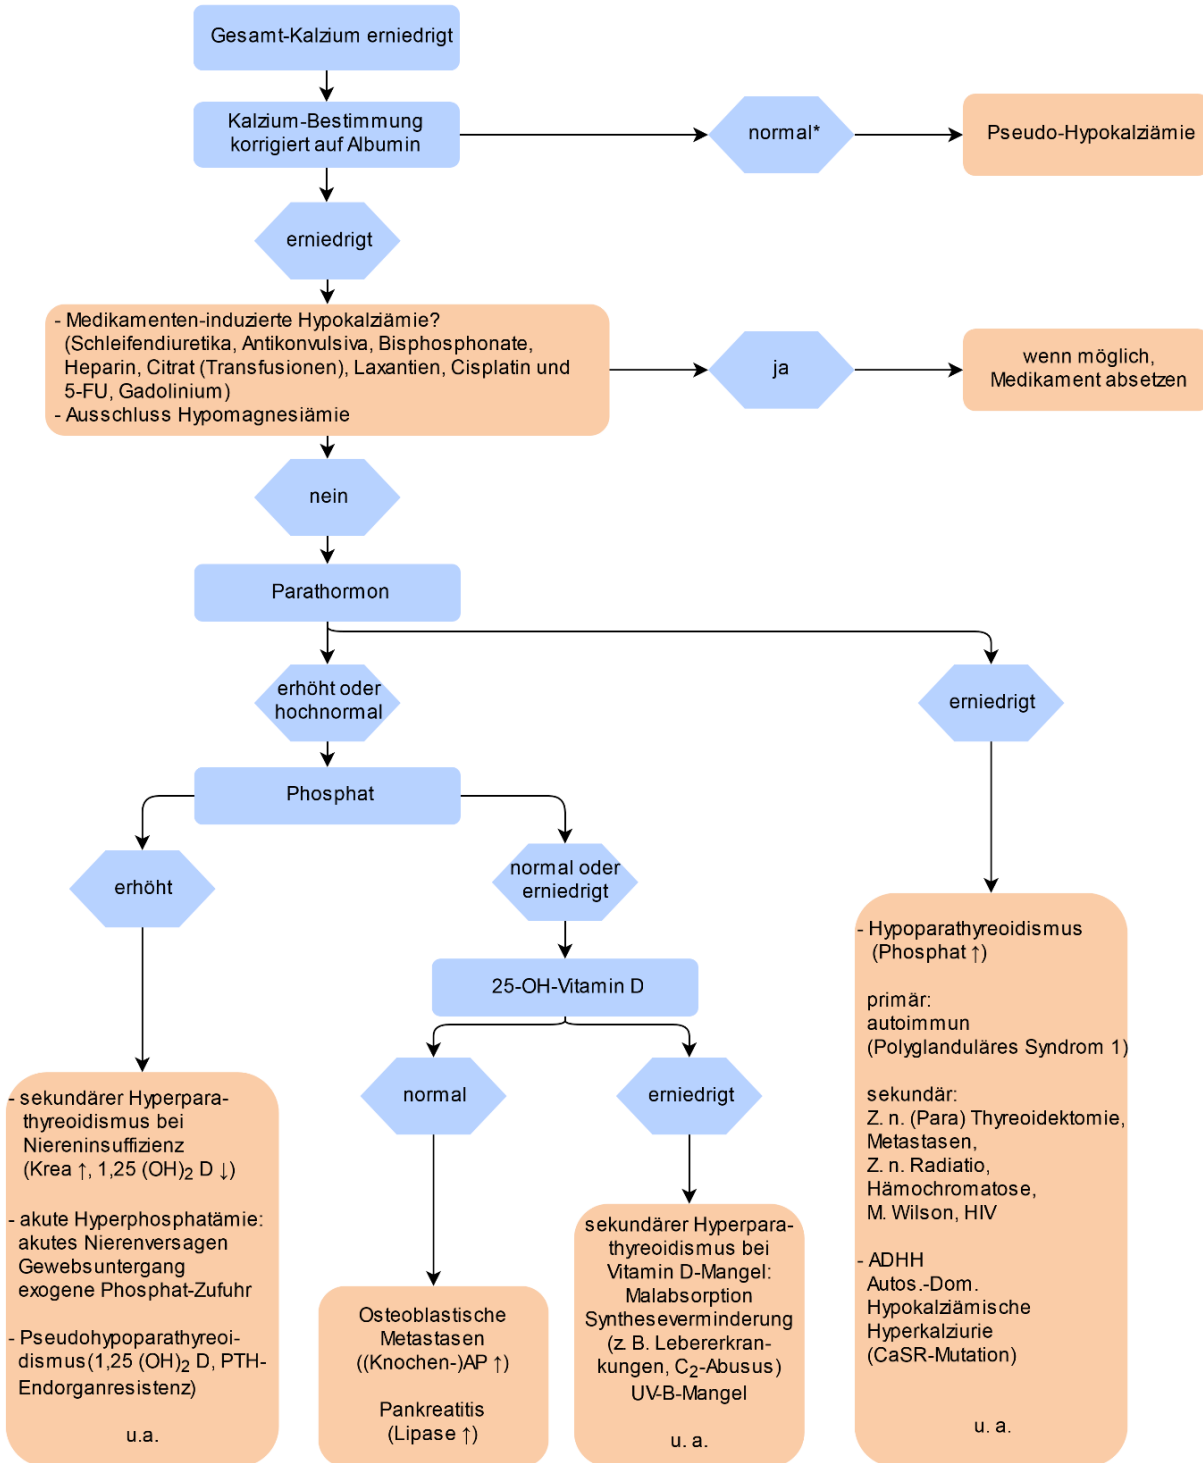 Gesamt-Kalzium erniedrigt
Kalzium-Bestimmung
korrigiert auf Albumin
normal*
Pseudo-Hypokalziämie
erniedrigt
- Medikamenten-induzierte Hypokalziämie?
(Schleifendiuretika, Antikonvulsiva, Bisphosphonate,
Heparin, Citrat (Transfusionen), Laxantien, Cisplatin und
5-FU, Gadolinium)
- Ausschluss Hypomagnesiämie
ja
wenn möglich,
Medikament absetzen
nein
Parathormon
erhöht oder
hochnormal
erniedrigt
Phosphat
erhöht
normal oder
erniedrigt
25-OH-Vitamin D
normal
erniedrigt
- sekundärer Hyperpara-
thyreoidismus bei
Niereninsuffizienz
(Krea ↑, 1,25 (OH)₂ D ↓)
- akute Hyperphosphatämie:
akutes Nierenversagen
Gewebsuntergang
exogene Phosphat-Zufuhr
- Pseudohypoparathyreoi-
dismus(1,25 (OH)₂ D, PTH-
Endorganresistenz)
u.a.
Osteoblastische
Metastasen
((Knochen-)AP ↑)
Pankreatitis
(Lipase ↑)
sekundärer Hyperpara-
thyreoidismus bei
Vitamin D-Mangel:
Malabsorption
Syntheseverminderung
(z. B. Lebererkran-
kungen, C₂-Abusus)
UV-B-Mangel
u. a.
- Hypoparathyreoidismus
(Phosphat ↑)
primär:
autoimmun
(Polyglanduläres Syndrom 1)
sekundär:
Z. n. (Para) Thyreoidektomie,
Metastasen,
Z. n. Radiatio,
Hämochromatose,
M. Wilson, HIV
- ADHH
Autos.-Dom.
Hypokalziämische
Hyperkalziurie
(CaSR-Mutation)
u. a.